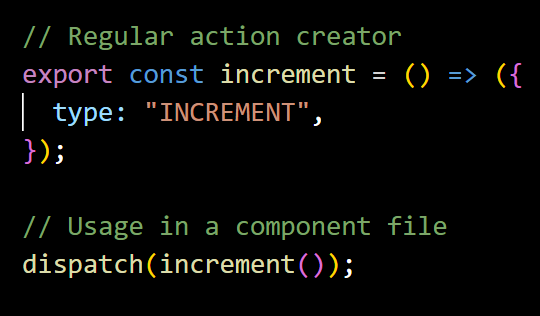 // Regular action creator
export const increment = () => ({
  type: "INCREMENT",
});
// Usage in a component file
dispatch(increment());